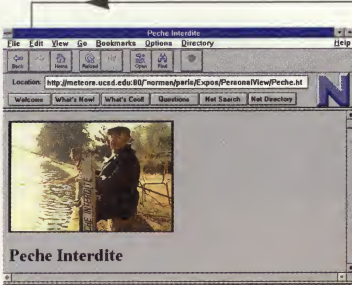 Peche Interdite
File Edit View Go Bookmarks Options Directory Help
Back Home Reload Open Find
Location: http://meteore.ucsd.edu:80/~norman/paris/Expos/PersonalView/Peche.ht
Welcome What's New! What's Cool! Questions Net Search Net Directory
N
PECHE INTERDITE
Peche Interdite